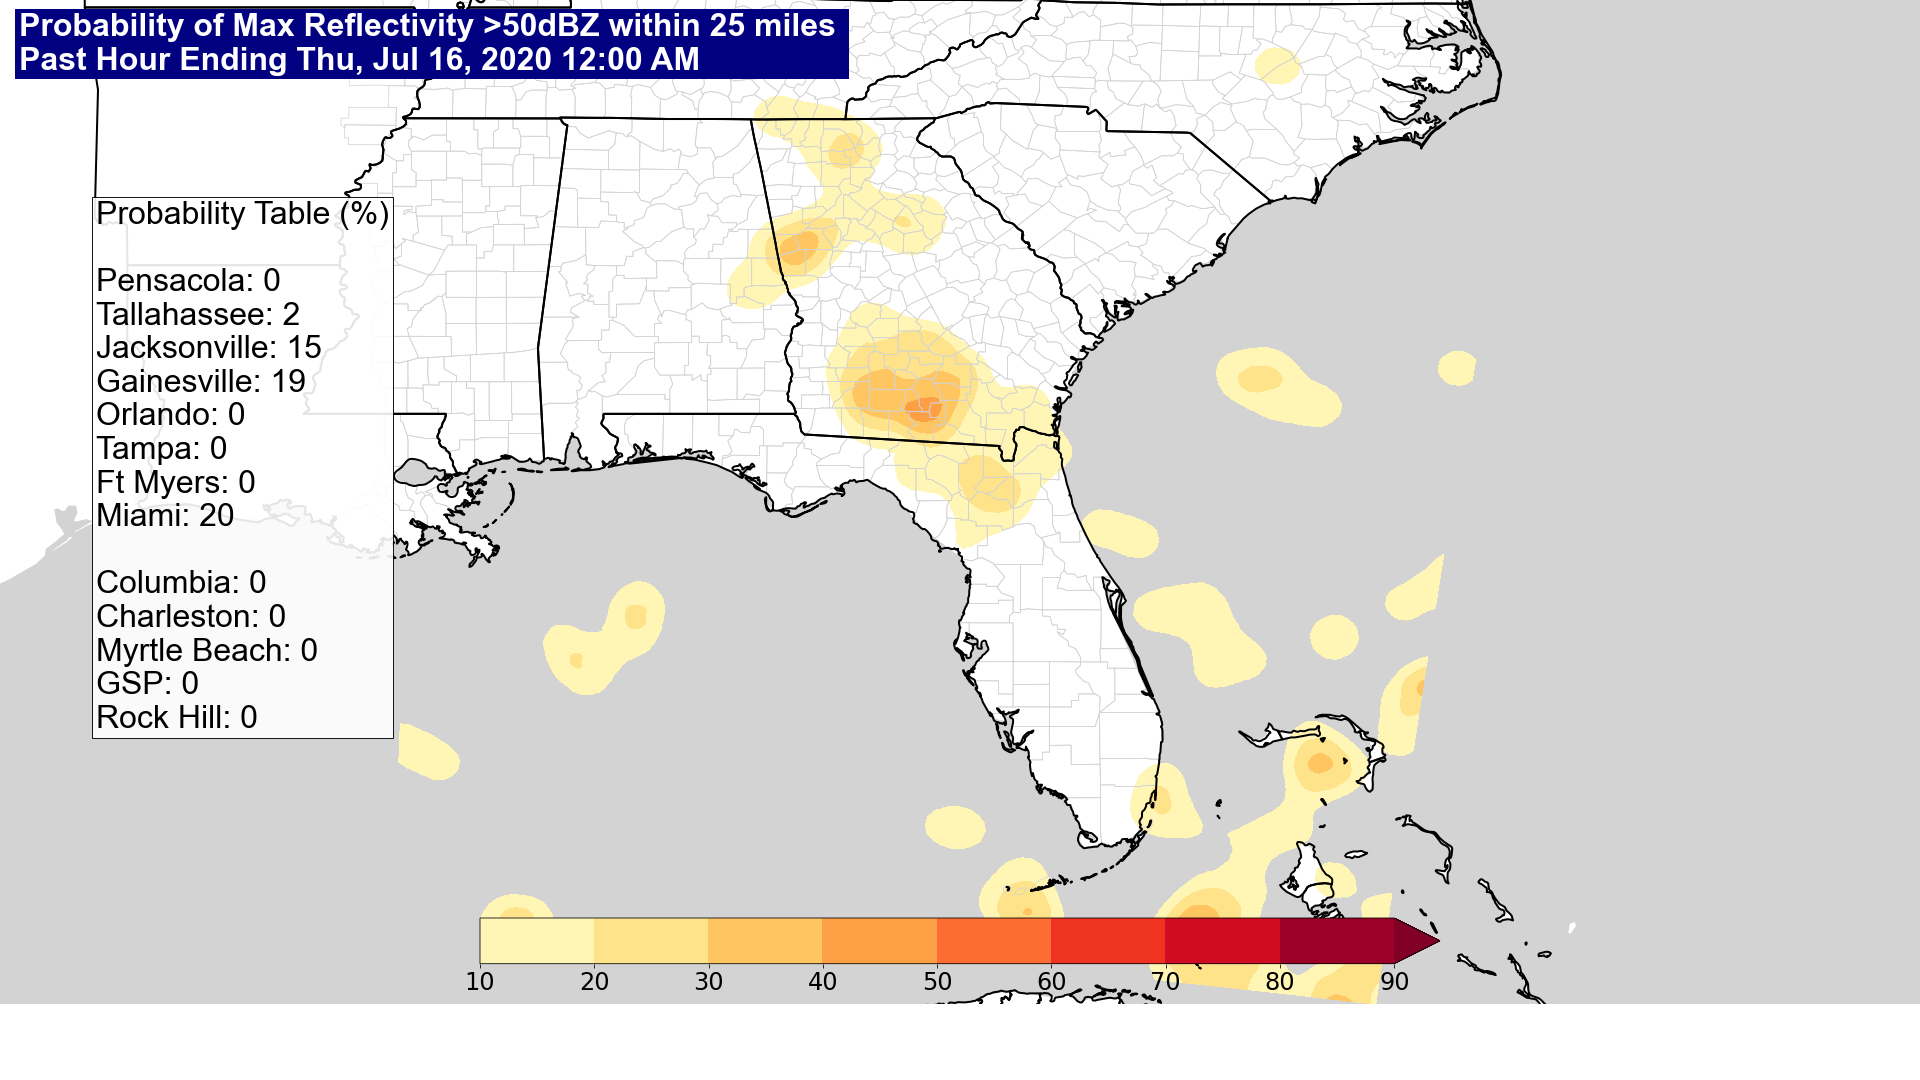 Probability of Max Reflectivity >50dBZ within 25 miles
Past Hour Ending Thu, Jul 16, 2020 12:00 AM
Probability Table (%)
Pensacola: 0
Tallahassee: 2
Jacksonville: 15
Gainesville: 19
Orlando: 0
Tampa: 0
Ft Myers: 0
Miami: 20
Columbia: 0
Charleston: 0
Myrtle Beach: 0
GSP: 0
Rock Hill: 0
10 20 30 40 50 60 70 80 90